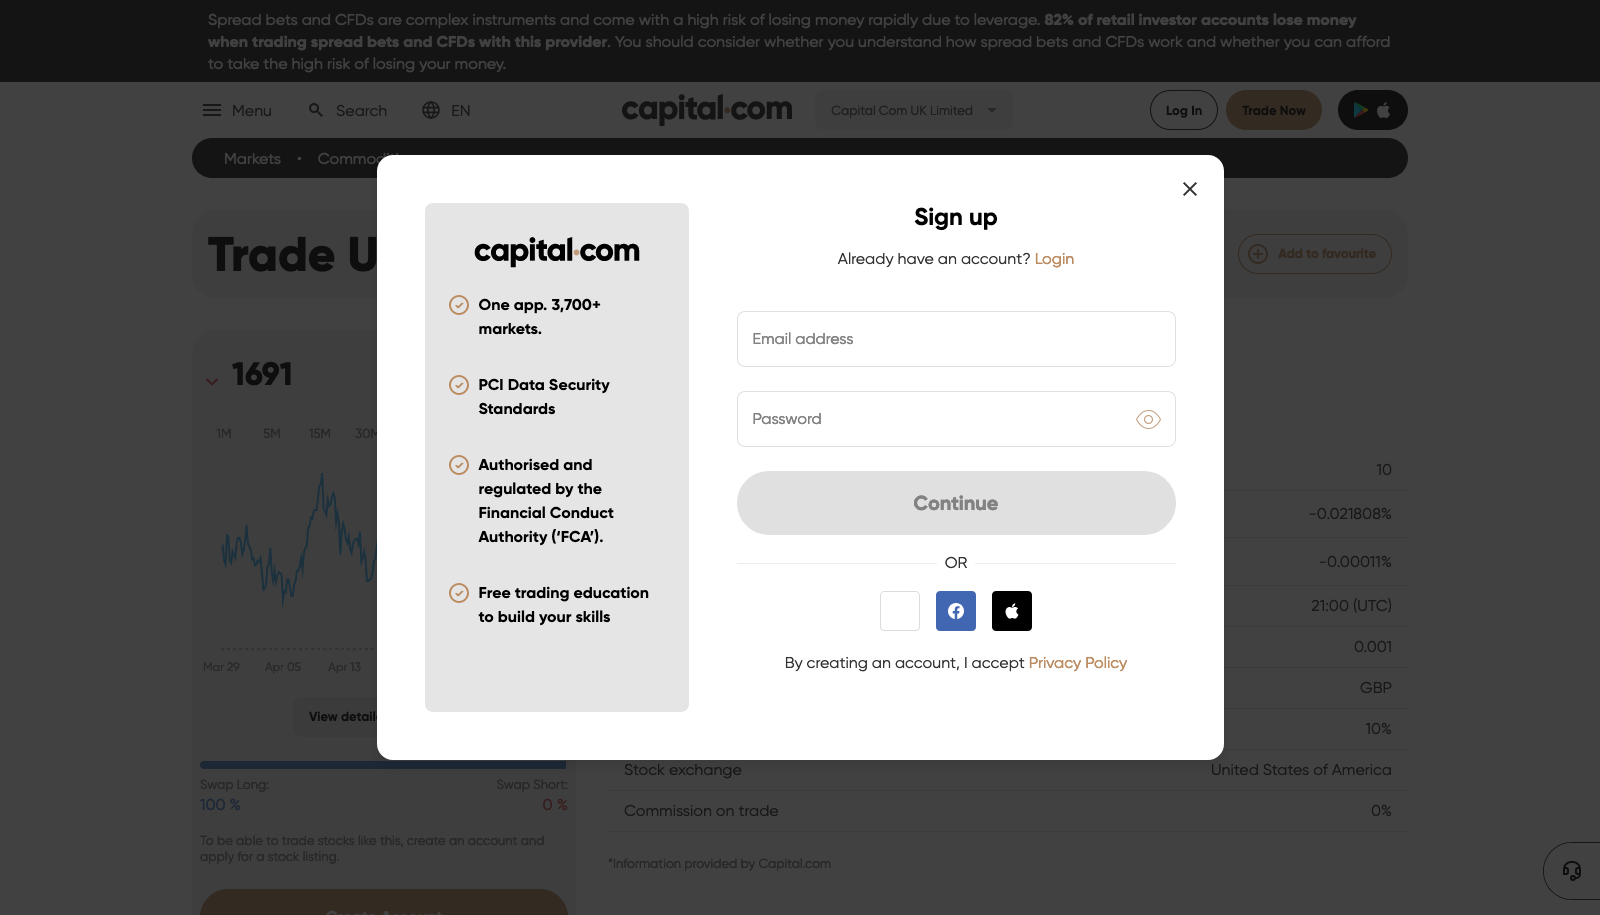 Spread bets and CFDs are complex instruments and come with a high risk of losing money rapidly due to leverage. 82% of retail investor accounts lose money
when trading spread bets and CFDs with this provider. You should consider whether you understand how spread bets and CFDs work and whether you can afford
to take the high risk of losing your money.
Menu Search EN capital.com Capital Com UK Limited Log In Trade Now
Markets • Commodi
Trade U
Add to favourite
1691
1M 5M 15M 30M
Mar 29 Apr 05 Apr 13
View detaile
Swap Long: Swap Short:
100 % 0 %
To be able to trade stocks like this, create an account and
apply for a stock listing.
Create Account
capital.com
One app. 3,700+
markets.
PCI Data Security
Standards
Authorised and
regulated by the
Financial Conduct
Authority (‘FCA’).
Free trading education
to build your skills
Sign up
Already have an account? Login
Email address
Password
Continue
OR
By creating an account, I accept Privacy Policy
10
-0.021808%
-0.00011%
21:00 (UTC)
0.001
GBP
10%
Stock exchange United States of America
Commission on trade 0%
*Information provided by Capital.com